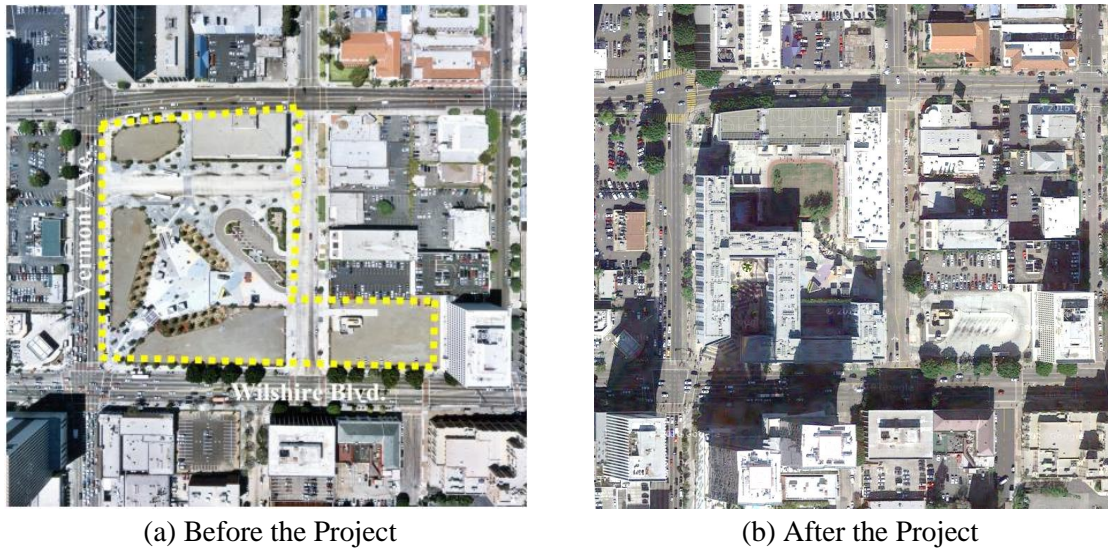 Vermont Ave.
Wilshire Blvd.
(a) Before the Project
(b) After the Project